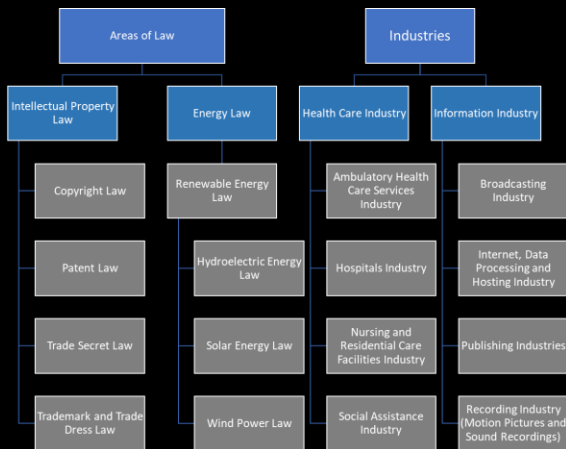 Areas of Law
Industries
Intellectual Property
Law
Energy Law
Health Care Industry
Information Industry
Copyright Law
Renewable Energy
Law
Ambulatory Health
Care Services
Industry
Broadcasting
Industry
Patent Law
Hydroelectric Energy
Law
Hospitals Industry
Internet, Data
Processing and
Hosting Industry
Trade Secret Law
Solar Energy Law
Nursing and
Residential Care
Facilities Industry
Publishing Industries
Trademark and Trade
Dress Law
Wind Power Law
Social Assistance
Industry
Recording Industry
(Motion Pictures and
Sound Recordings)